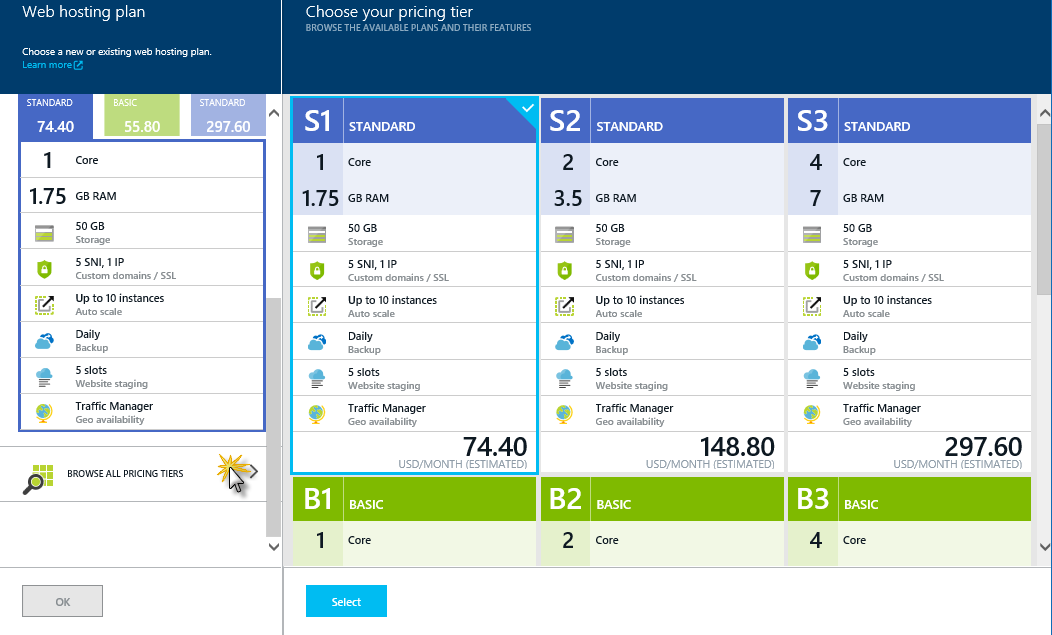 Web hosting plan
Choose a new or existing web hosting plan.
Learn more
STANDARD
74.40
BASIC
55.80
STANDARD
297.60
1 Core
1.75 GB RAM
50 GB
Storage
5 SNI, 1 IP
Custom domains / SSL
Up to 10 instances
Auto scale
Daily
Backup
5 slots
Website staging
Traffic Manager
Geo availability
BROWSE ALL PRICING TIERS
OK
Choose your pricing tier
BROWSE THE AVAILABLE PLANS AND THEIR FEATURES
S1 STANDARD
1 Core
1.75 GB RAM
50 GB
Storage
5 SNI, 1 IP
Custom domains / SSL
Up to 10 instances
Auto scale
Daily
Backup
5 slots
Website staging
Traffic Manager
Geo availability
74.40
USD/MONTH (ESTIMATED)
S2 STANDARD
2 Core
3.5 GB RAM
50 GB
Storage
5 SNI, 1 IP
Custom domains / SSL
Up to 10 instances
Auto scale
Daily
Backup
5 slots
Website staging
Traffic Manager
Geo availability
148.80
USD/MONTH (ESTIMATED)
S3 STANDARD
4 Core
7 GB RAM
50 GB
Storage
5 SNI, 1 IP
Custom domains / SSL
Up to 10 instances
Auto scale
Daily
Backup
5 slots
Website staging
Traffic Manager
Geo availability
297.60
USD/MONTH (ESTIMATED)
B1 BASIC
1 Core
B2 BASIC
2 Core
B3 BASIC
4 Core
Select